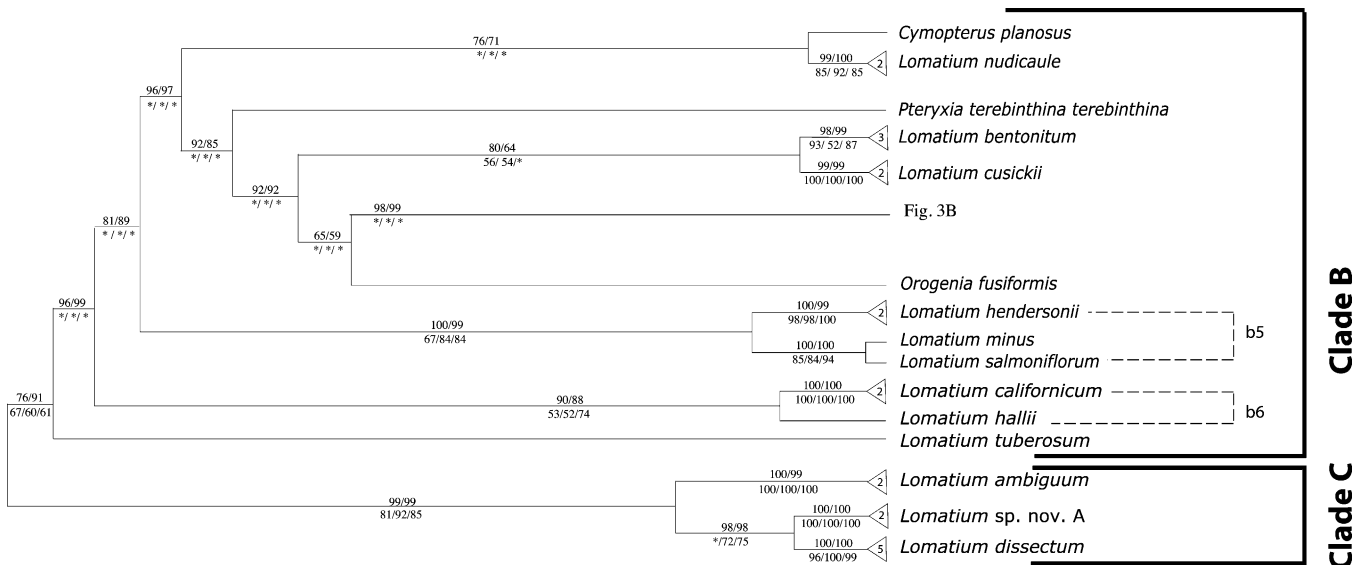 76/71
*/ */ *
Cymopterus planosus
99/100
85/ 92/ 85
2
Lomatium nudicaule
96/97
*/ */ *
Pteryxia terebinthina terebinthina
92/85
*/ */ *
80/64
56/ 54/*
98/99
93/ 52/ 87
3
Lomatium bentonitum
99/99
100/100/100
2
Lomatium cusickii
92/92
*/ */ *
98/99
*/ */ *
Fig. 3B
81/89
* / */ *
65/59
*/ */ *
Orogenia fusiformis
96/99
*/ */ *
100/99
67/84/84
100/99
98/98/100
2
Lomatium hendersonii
b5
100/100
85/84/94
Lomatium minus
Lomatium salmoniflorum
76/91
67/60/61
90/88
53/52/74
100/100
100/100/100
2
Lomatium californicum
b6
Lomatium hallii
Lomatium tuberosum
Clade B
99/99
81/92/85
100/99
100/100/100
2
Lomatium ambiguum
98/98
*/72/75
100/100
100/100/100
2
Lomatium sp. nov. A
100/100
96/100/99
5
Lomatium dissectum
Clade C